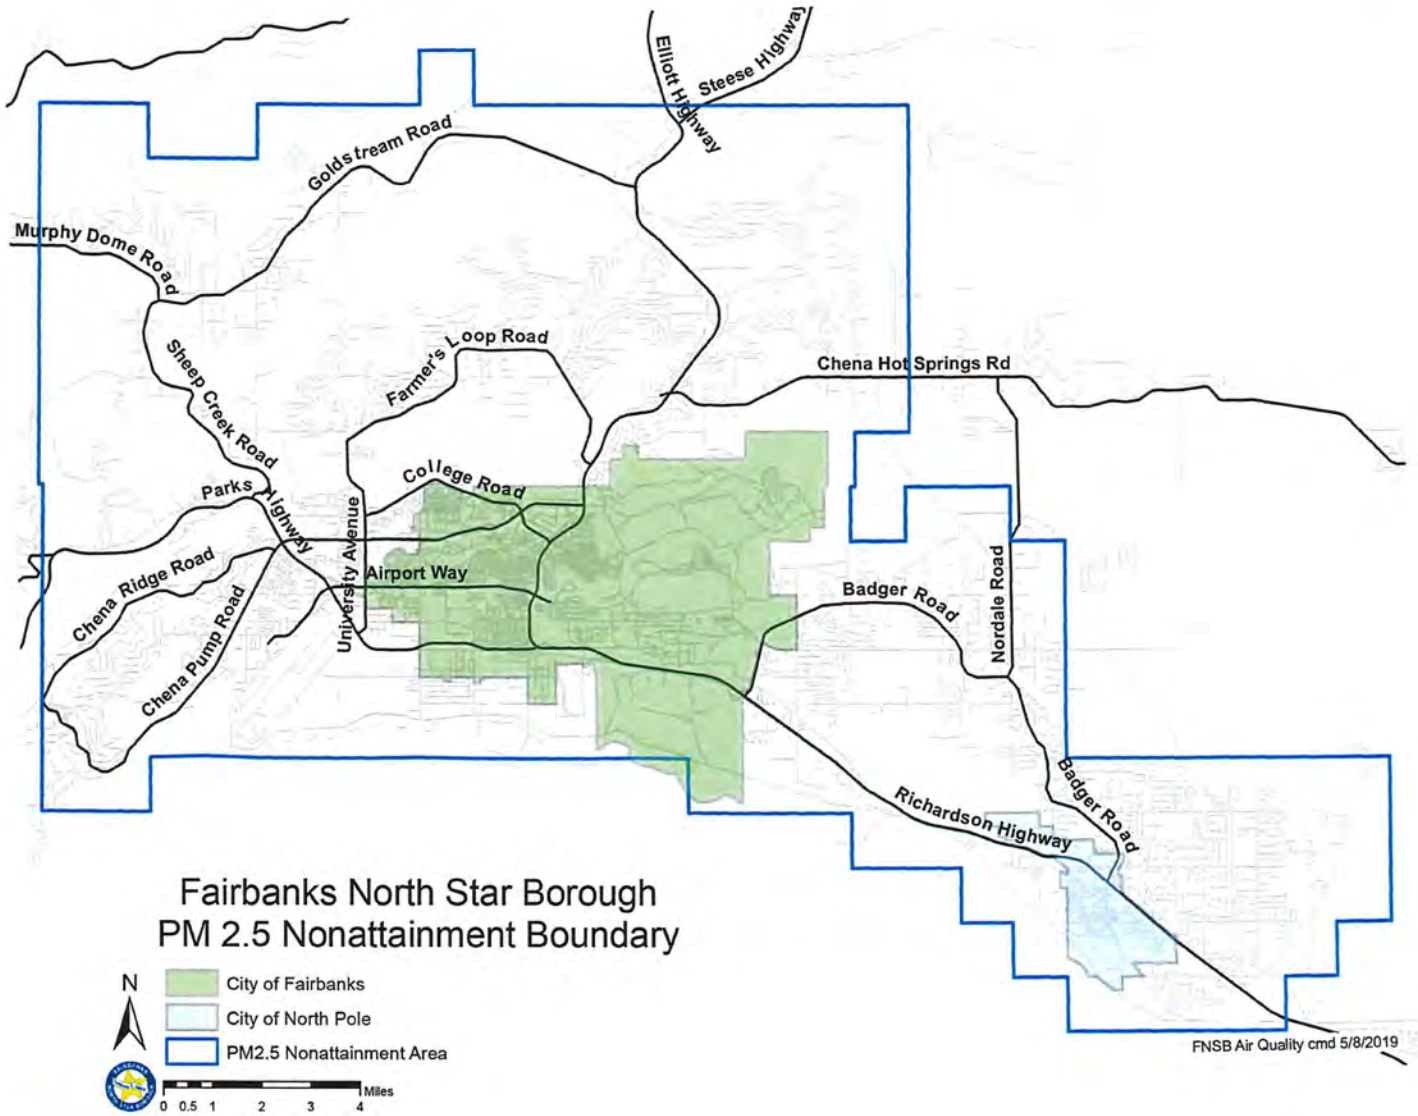 Elliott Highway
Steese Highway
Goldstream Road
Murphy Dome Road
Farmer's Loop Road
Chena Hot Springs Rd
Sheep Creek Road
College Road
Parks Highway
University Avenue
Airport Way
Chena Ridge Road
Chena Pump Road
Badger Road
Nordale Road
Badger Road
Richardson Highway
Fairbanks North Star Borough
PM 2.5 Nonattainment Boundary
N
City of Fairbanks
City of North Pole
PM2.5 Nonattainment Area
Miles
0 0.5 1 2 3 4
FNSB Air Quality cmd 5/8/2019